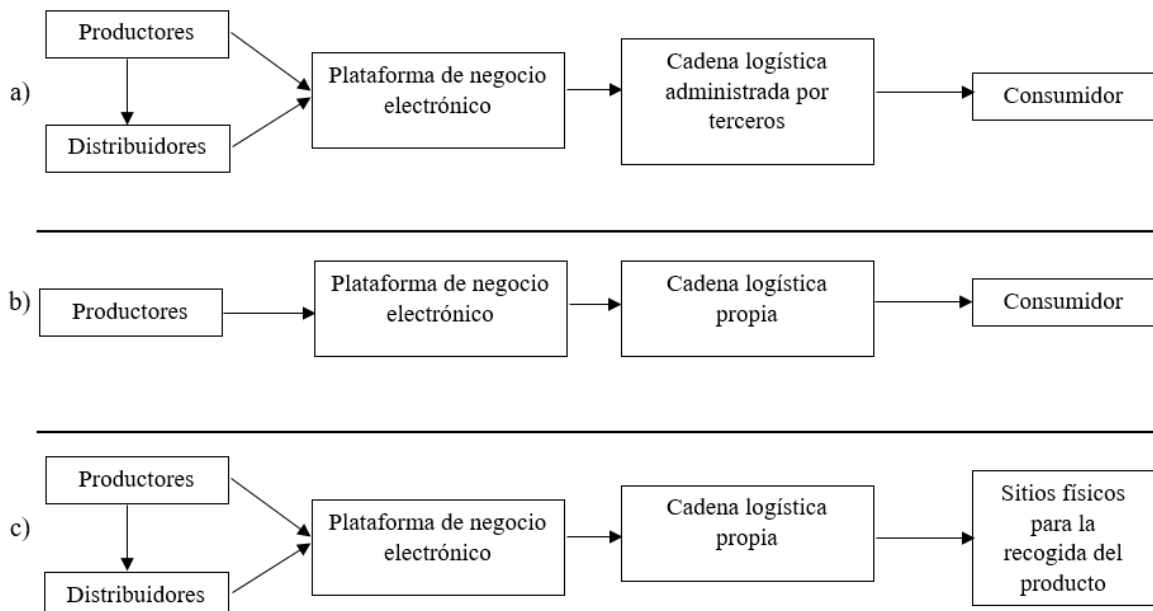 Productores
Plataforma de negocio
electrónico
Cadena logística
administrada por
terceros
Consumidor
a)
Distribuidores
b)
Productores
Plataforma de negocio
electrónico
Cadena logística
propia
Consumidor
Productores
c)
Plataforma de negocio
electrónico
Cadena logística
propia
Sitios físicos
para la
recogida del
producto
Distribuidores